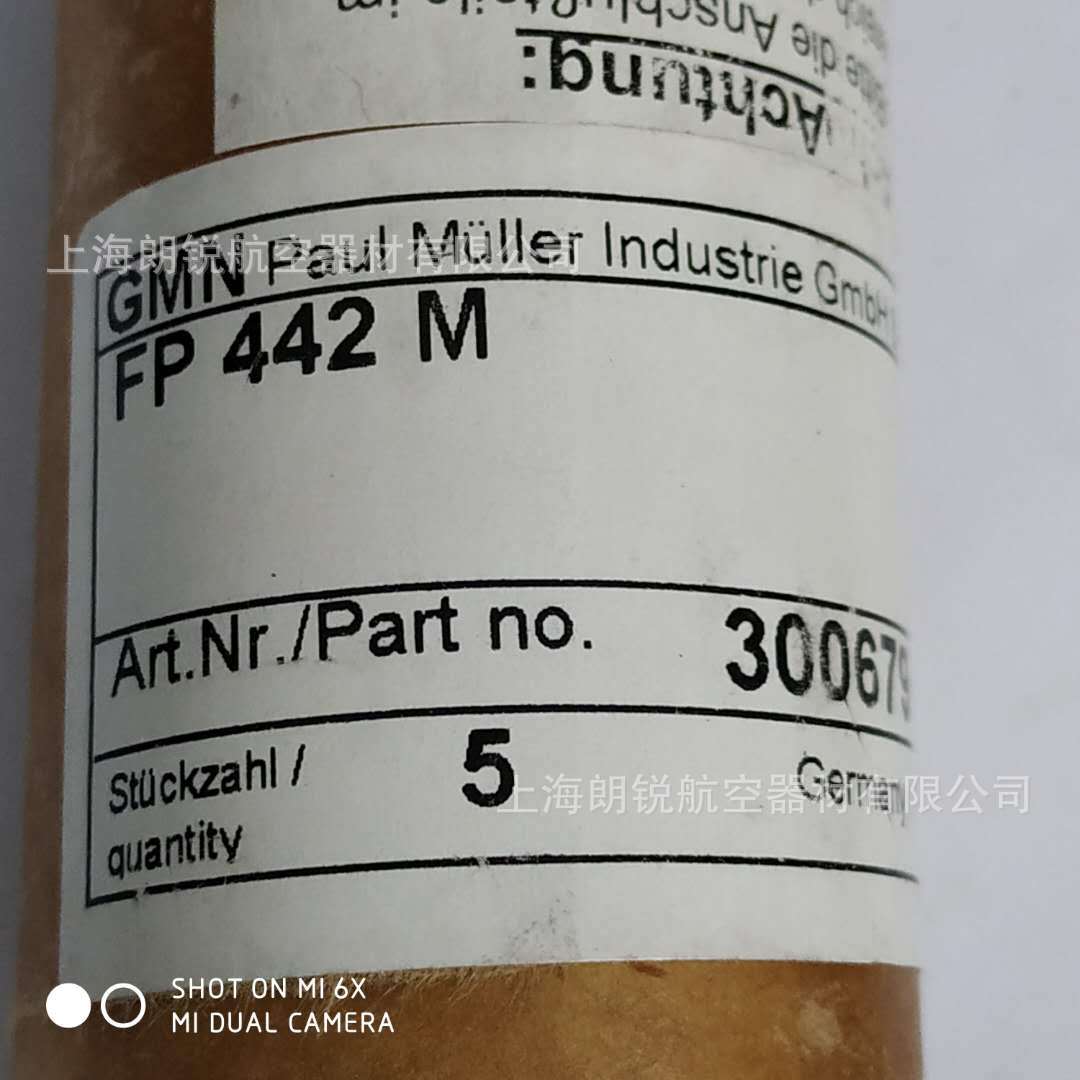 die Anschlußteile im
Achtung:
GMN Paul Müller Industrie GmbH
FP 442 M
Art.Nr./Part no. 300679
Stückzahl / 5 Germany
quantity
上海朗锐航空器材有限公司
上海朗锐航空器材有限公司
SHOT ON MI 6X
MI DUAL CAMERA